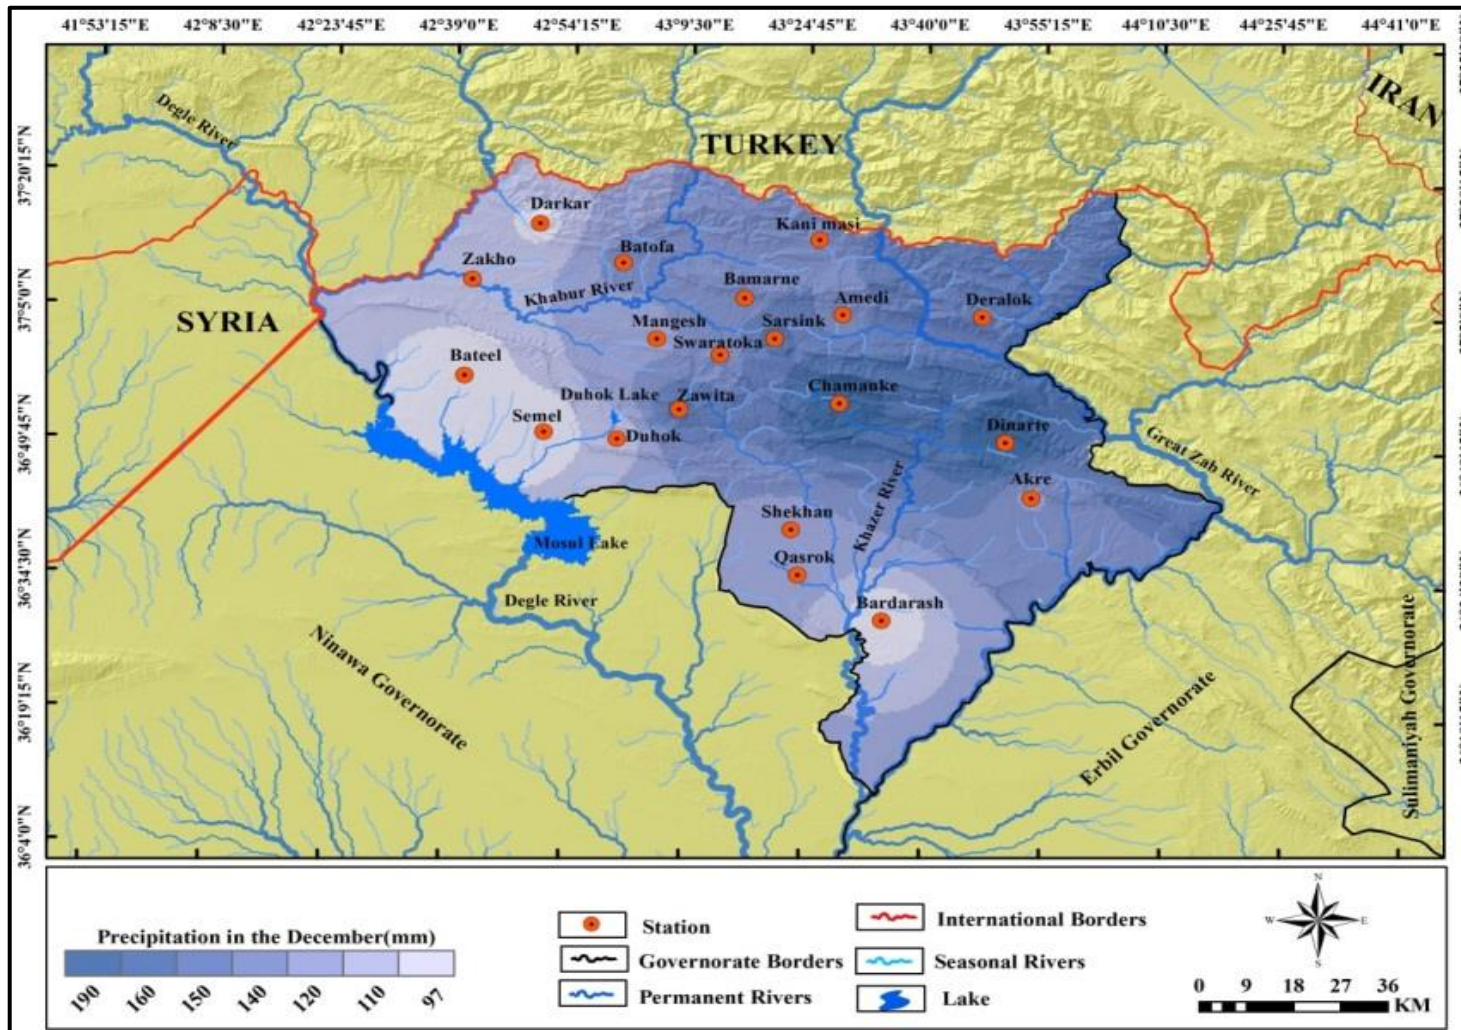 41°53'15"E 42°8'30"E 42°23'45"E 42°39'0"E 42°54'15"E 43°9'30"E 43°24'45"E 43°40'0"E 43°55'15"E 44°10'30"E 44°25'45"E 44°41'0"E
37°20'15"N
37°5'0"N
36°49'45"N
36°34'30"N
36°19'15"N
36°4'0"N
IRAN
Degle River
TURKEY
Darkar
Kani masi
Batofa
Zakho
Bamarne
Khabur River
Amedi
Deralok
SYRIA
Mangesh
Sarsink
Swaratoka
Bateel
Chamanke
Duhok Lake
Zawita
Semel
Duhok
Dinarte
Great Zab River
Akre
Khazer River
Shekhan
Mosul Lake
Qasrok
Degle River
Bardarash
Ninawa Governorate
Erbil Governorate
Sulimaniyah Governorate
Precipitation in the December(mm)
190 160 150 140 120 110 97
Station
Governorate Borders
Permanent Rivers
International Borders
Seasonal Rivers
Lake
N
W E
S
0 9 18 27 36
KM